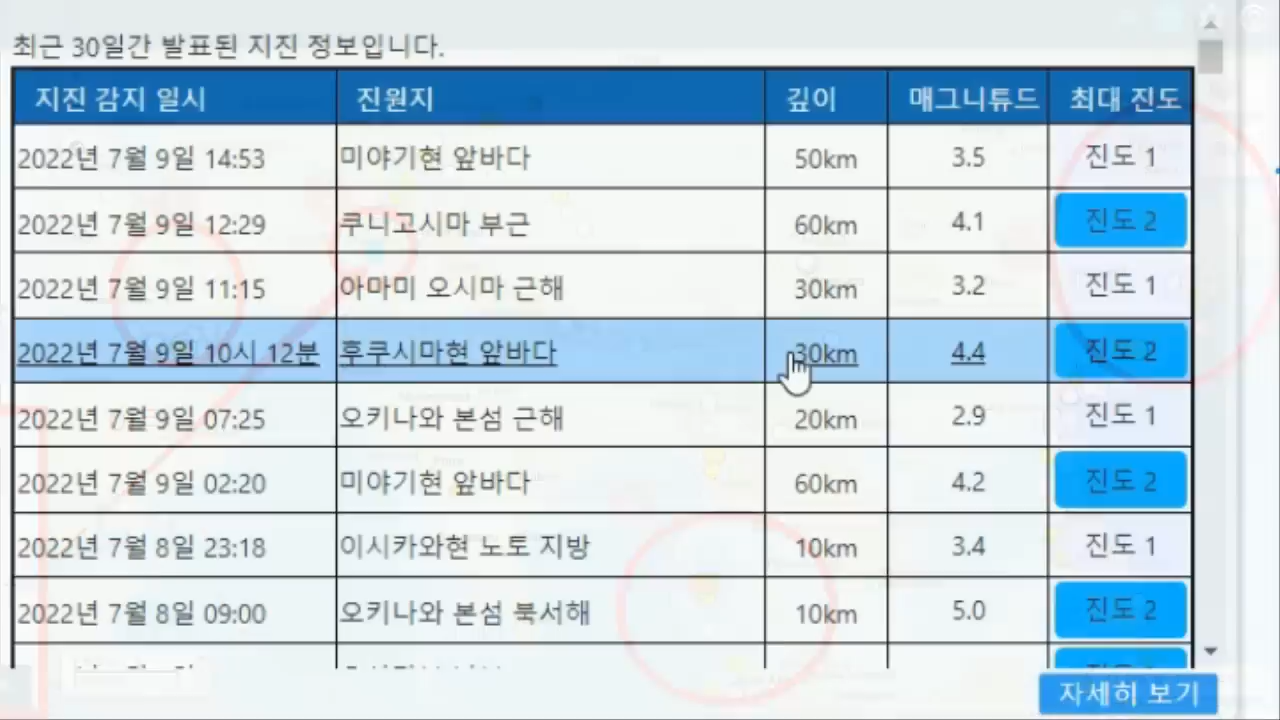 최근 30일간 발표된 지진 정보입니다.
지진 감지 일시 진원지 깊이 매그니튜드 최대 진도
2022년 7월 9일 14:53 미야기현 앞바다 50km 3.5 진도 1
2022년 7월 9일 12:29 쿠니고시마 부근 60km 4.1 진도 2
2022년 7월 9일 11:15 아마미 오시마 근해 30km 3.2 진도 1
2022년 7월 9일 10시 12분 후쿠시마현 앞바다 30km 4.4 진도 2
2022년 7월 9일 07:25 오키나와 본섬 근해 20km 2.9 진도 1
2022년 7월 9일 02:20 미야기현 앞바다 60km 4.2 진도 2
2022년 7월 8일 23:18 이시카와현 노토 지방 10km 3.4 진도 1
2022년 7월 8일 09:00 오키나와 본섬 북서해 10km 5.0 진도 2
자세히 보기